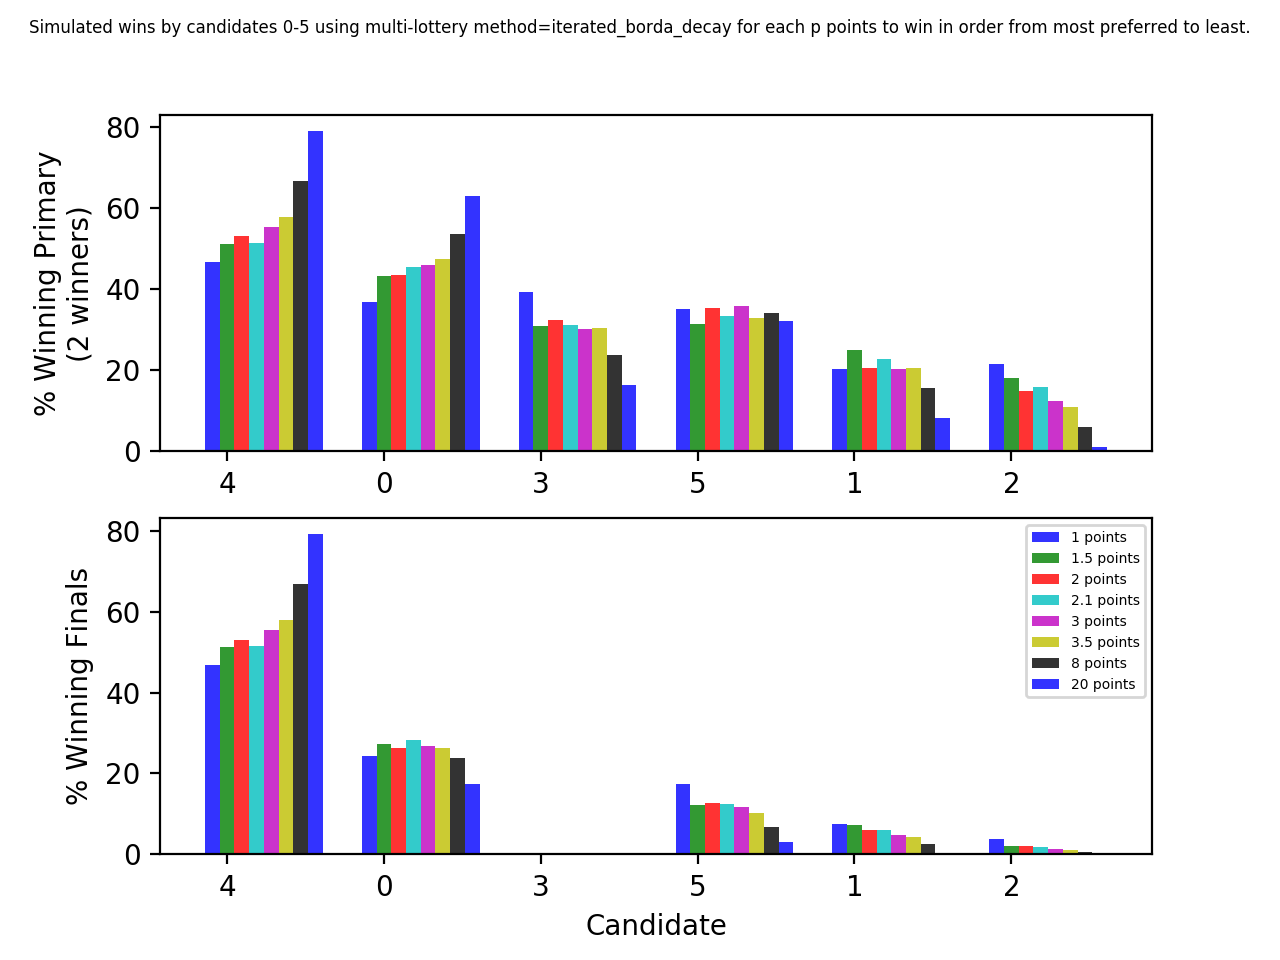 Simulated wins by candidates 0-5 using multi-lottery method=iterated_borda_decay for each p points to win in order from most preferred to least.
% Winning Primary
(2 winners)
80
60
40
20
0
4 0 3 5 1 2
% Winning Finals
80
60
40
20
0
1 points
1.5 points
2 points
2.1 points
3 points
3.5 points
8 points
20 points
4 0 3 5 1 2
Candidate